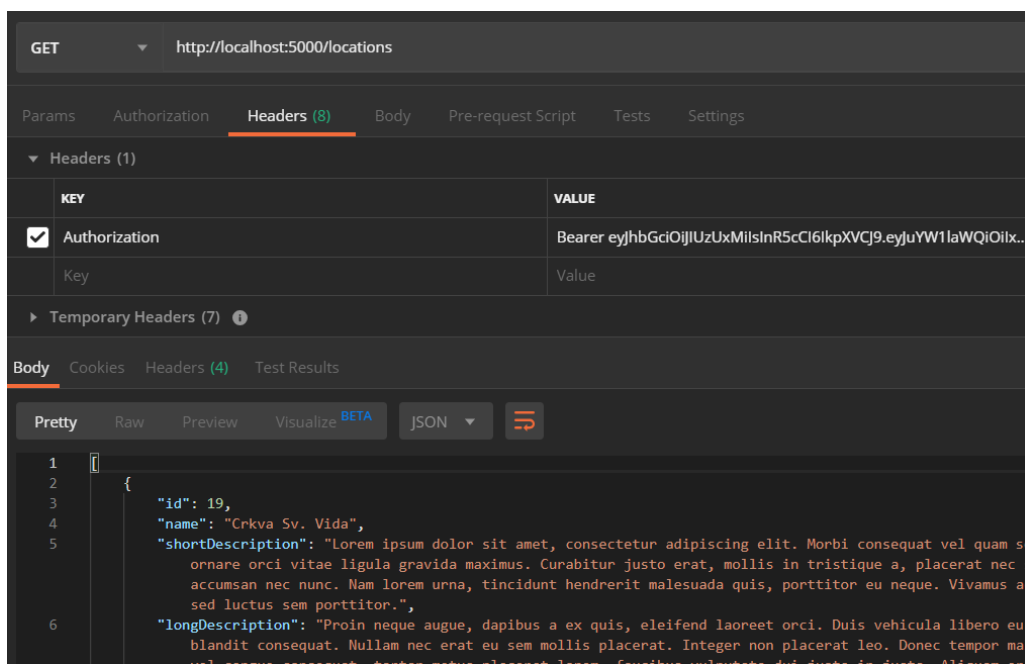 GET http://localhost:5000/locations
Params Authorization Headers (8) Body Pre-request Script Tests Settings
Headers (1)
KEY VALUE
Authorization Bearer eyJhbGciOiJIUzUxMiIsInR5cCI6IkpXVCJ9.eyJuYW1laWQiOiIx...
Key Value
Temporary Headers (7)
Body Cookies Headers (4) Test Results
Pretty Raw Preview Visualize BETA JSON
1 [
2 {
3 "id": 19,
4 "name": "Crkva Sv. Vida",
5 "shortDescription": "Lorem ipsum dolor sit amet, consectetur adipiscing elit. Morbi consequat vel quam s
ornare orci vitae ligula gravida maximus. Curabitur justo erat, mollis in tristique a, placerat nec
accumsan nec nunc. Nam lorem urna, tincidunt hendrerit malesuada quis, porttitor eu neque. Vivamus a
sed luctus sem porttitor.",
6 "longDescription": "Proin neque augue, dapibus a ex quis, eleifend laoreet orci. Duis vehicula libero eu
blandit consequat. Nullam nec erat eu sem mollis placerat. Integer non placerat leo. Donec tempor ma